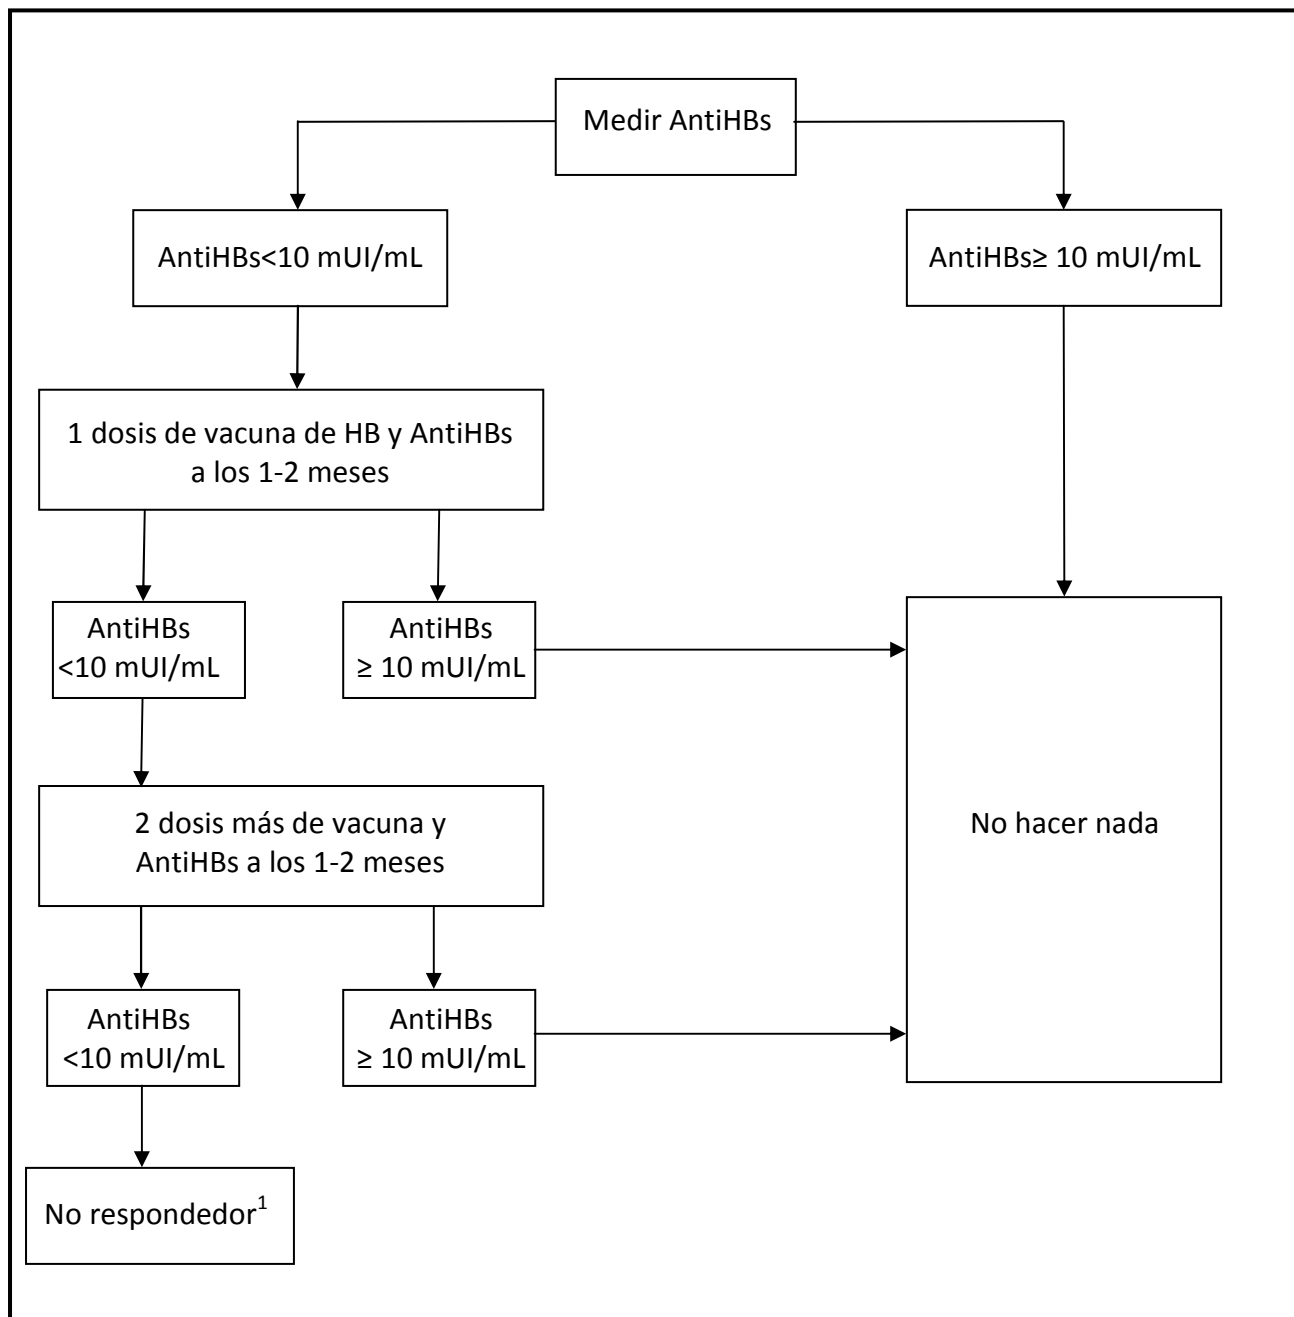 Medir AntiHBs
AntiHBs<10 mUI/mL
AntiHBs≥ 10 mUI/mL
1 dosis de vacuna de HB y AntiHBs
a los 1-2 meses
AntiHBs
<10 mUI/mL
AntiHBs
≥ 10 mUI/mL
2 dosis más de vacuna y
AntiHBs a los 1-2 meses
No hacer nada
AntiHBs
<10 mUI/mL
AntiHBs
≥ 10 mUI/mL
No respondedor¹